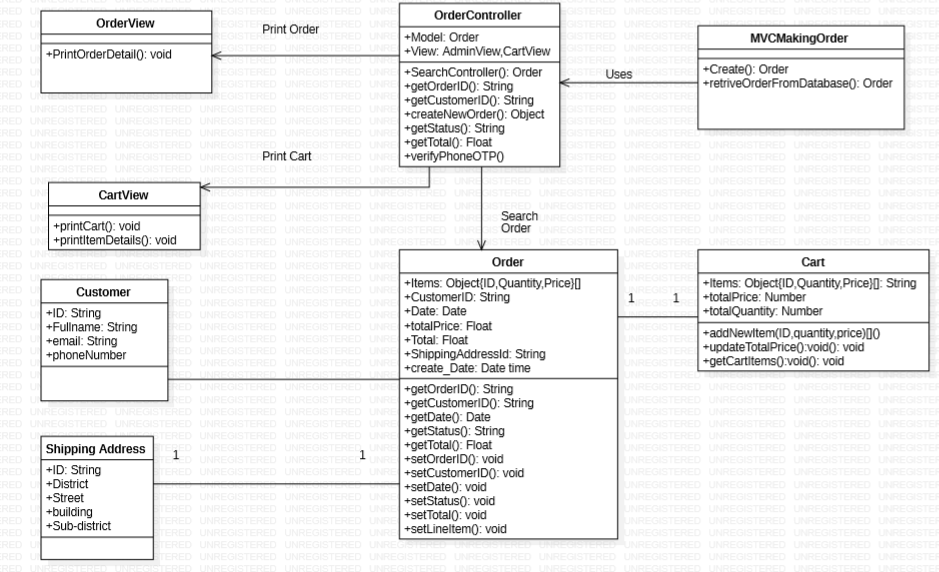 OrderView
+PrintOrderDetail(): void
Print Order
OrderController
+Model: Order
+View: AdminView,CartView
+SearchController(): Order
+getOrderID(): String
+getCustomerID(): String
+createNewOrder(): Object
+getStatus(): String
+getTotal(): Float
+verifyPhoneOTP()
Uses
MVCMakingOrder
+Create(): Order
+retriveOrderFromDatabase(): Order
Print Cart
CartView
+printCart(): void
+printItemDetails(): void
Search
Order
Customer
+ID: String
+Fullname: String
+email: String
+phoneNumber
Order
+Items: Object{ID,Quantity,Price}[]
+CustomerID: String
+Date: Date
+totalPrice: Float
+Total: Float
+ShippingAddressId: String
+create_Date: Date time
+getOrderID(): String
+getCustomerID(): String
+getDate(): Date
+getStatus(): String
+getTotal(): Float
+setOrderID(): void
+setCustomerID(): void
+setDate(): void
+setStatus(): void
+setTotal(): void
+setLineItem(): void
1 1
Cart
+Items: Object{ID,Quantity,Price}[]: String
+totalPrice: Number
+totalQuantity: Number
+addNewItem(ID,quantity,price)[]()
+updateTotalPrice():void(): void
+getCartItems():void(): void
Shipping Address
+ID: String
+District
+Street
+building
+Sub-district
1 1
UNREGISTERED